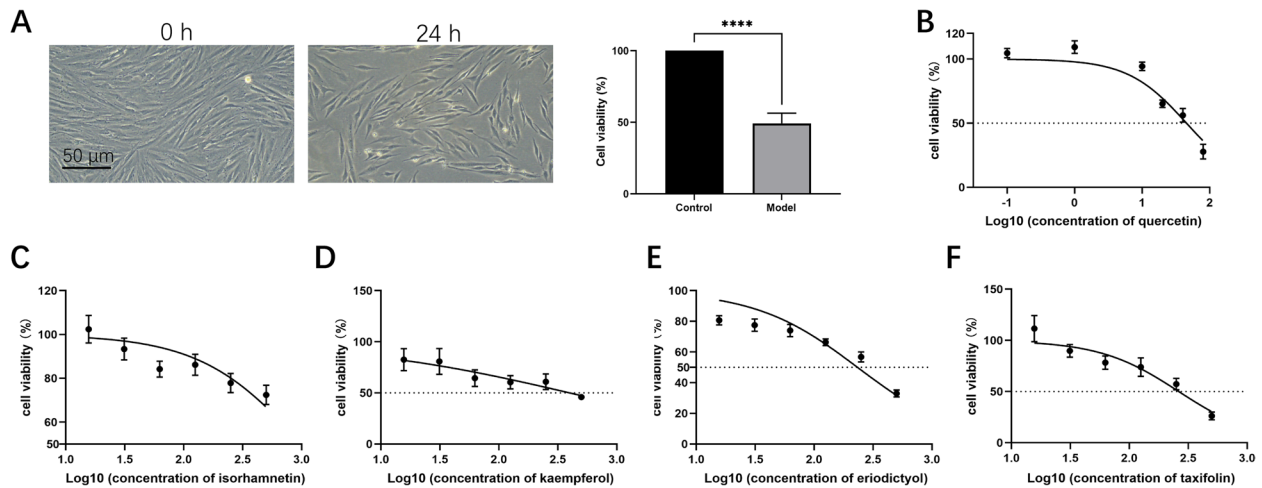 A
0 h
24 h
50 μm
Cell viability (%)
100
50
0
****
Control
Model
B
cell viability (%)
120
100
50
0
-1
0
1
2
Log10 (concentration of quercetin)
C
cell viability (%)
120
100
80
60
50
1.0
1.5
2.0
2.5
3.0
Log10 (concentration of isorhamnetin)
D
cell viability (%)
150
100
50
0
1.0
1.5
2.0
2.5
3.0
Log10 (concentration of kaempferol)
E
cell viability (%)
100
80
60
50
40
20
0
1.0
1.5
2.0
2.5
3.0
Log10 (concentration of eriodictyol)
F
cell viability (%)
150
100
50
0
1.0
1.5
2.0
2.5
3.0
Log10 (concentration of taxifolin)